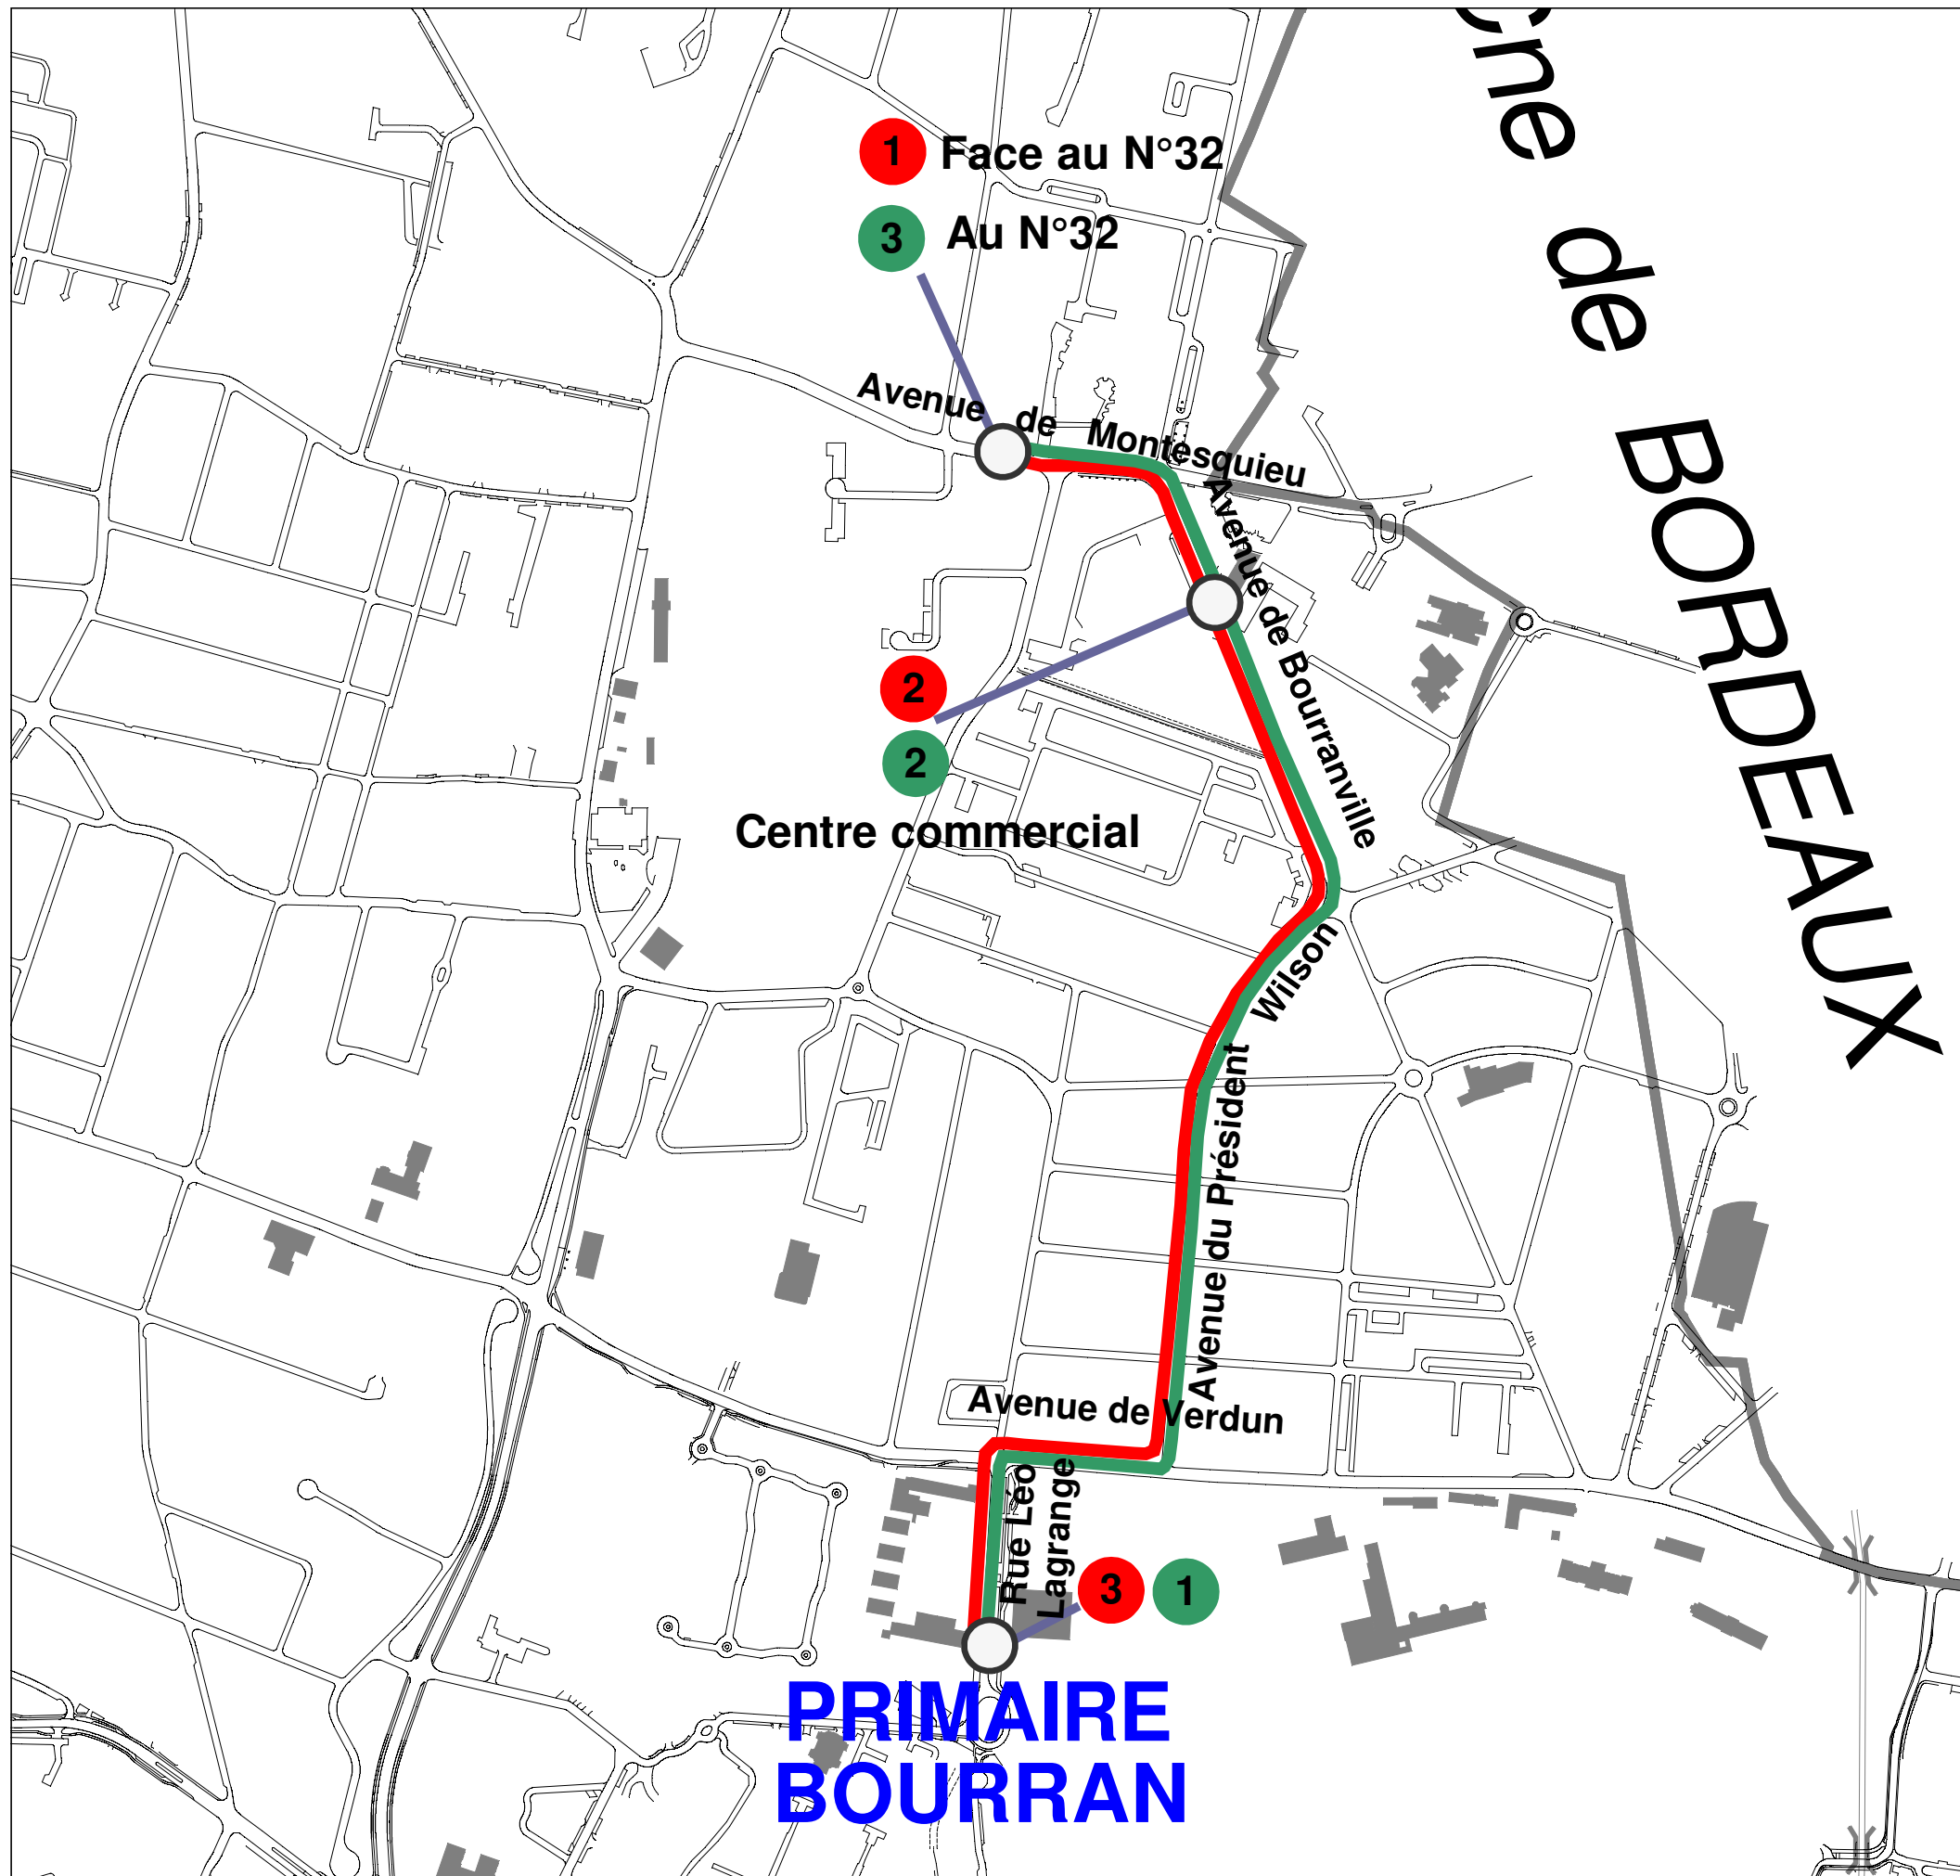 Cne de BORDEAUX
1 Face au N°32
3 Au N°32
Avenue de Montesquieu
Avenue de Bourranville
2
2
Centre commercial
Wilson
Avenue du Président
Avenue de Verdun
Rue Léo
Lagrange
3 1
PRIMAIRE
BOURRAN